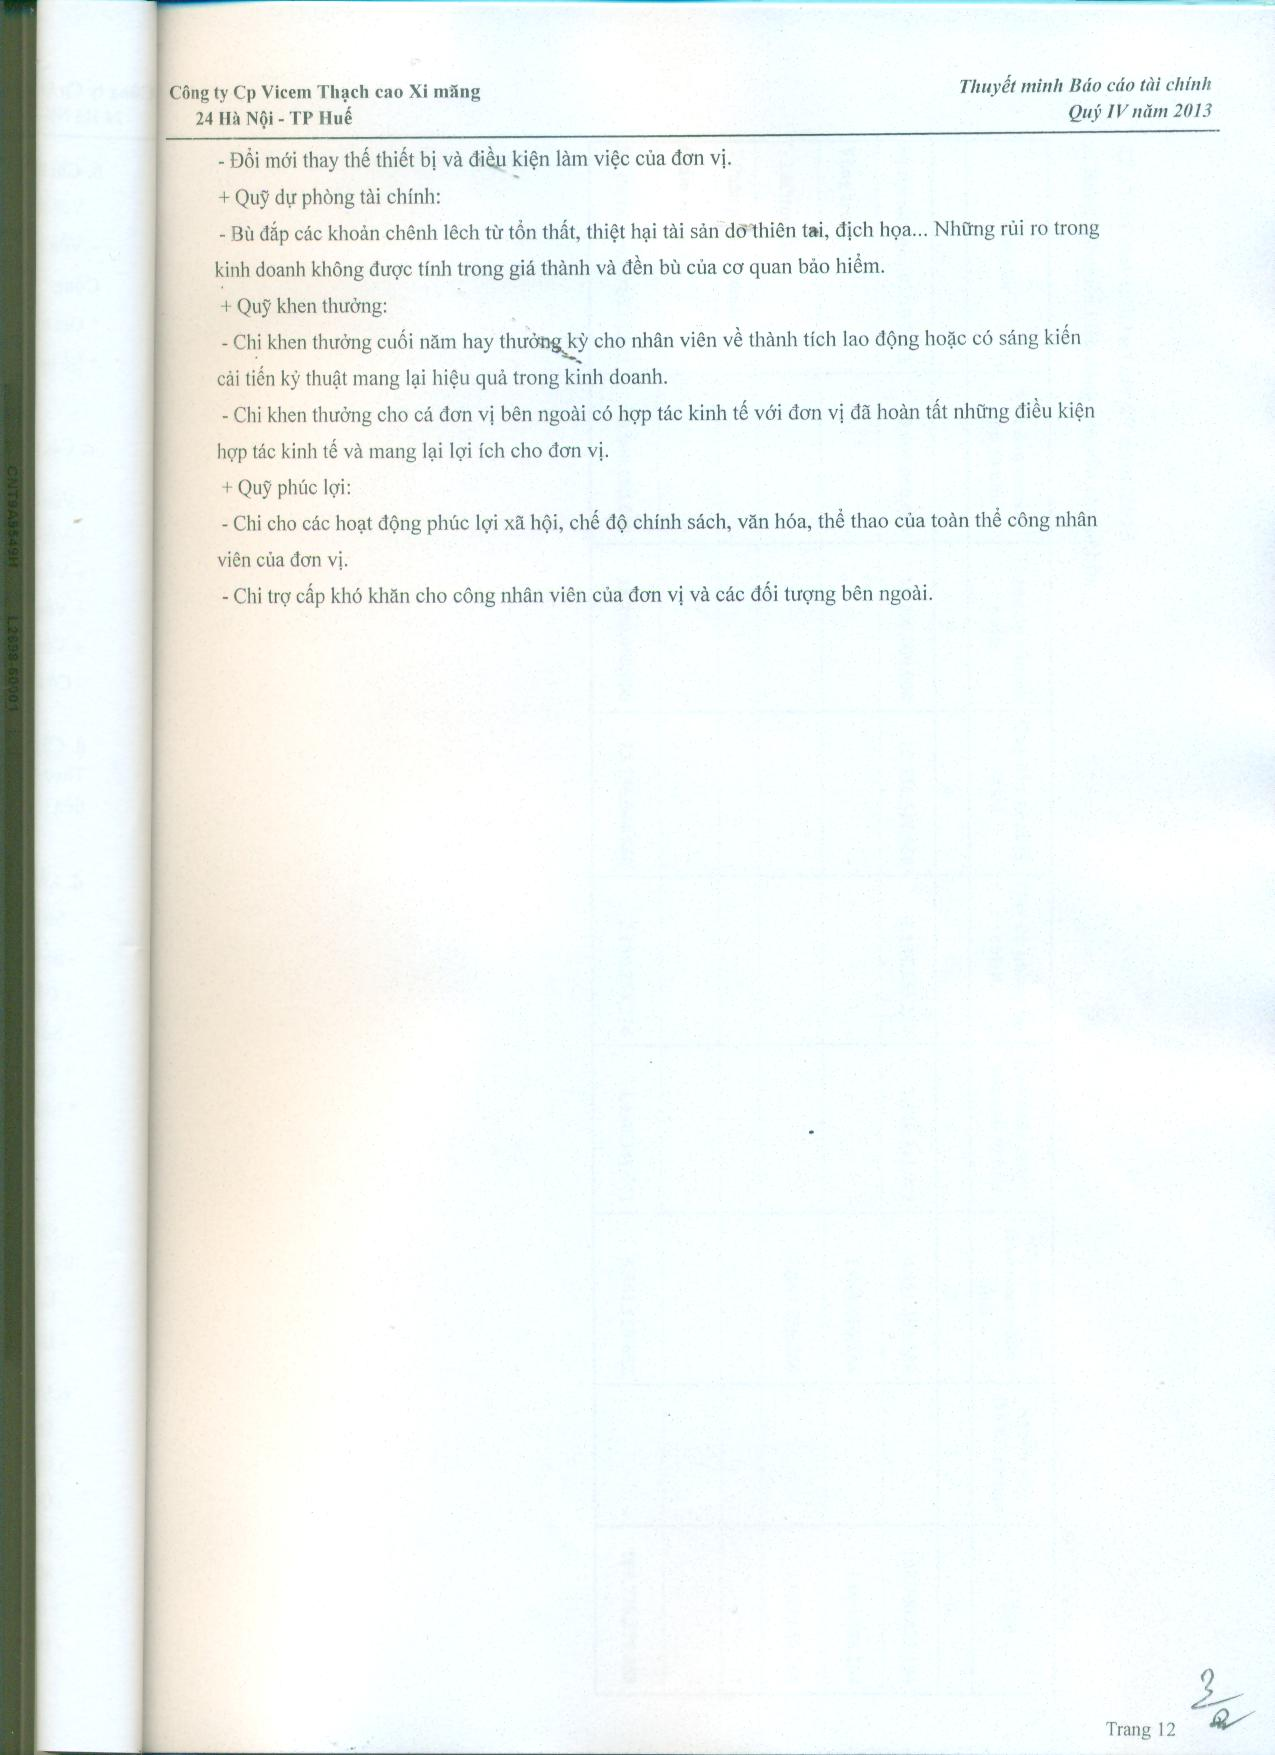 Công ty Cp Vicem Thạch cao Xi măng
24 Hà Nội - TP Huế
Thuyết minh Báo cáo tài chính
Quý IV năm 2013
- Đổi mới thay thế thiết bị và điều kiện làm việc của đơn vị.
+ Quỹ dự phòng tài chính:
- Bù đắp các khoản chênh lêch từ tổn thất, thiệt hại tài sản do thiên tai, địch họa... Những rủi ro trong
kinh doanh không được tính trong giá thành và đền bù của cơ quan bảo hiểm.
+ Quỹ khen thưởng:
- Chi khen thưởng cuối năm hay thưởng kỳ cho nhân viên về thành tích lao động hoặc có sáng kiến
cải tiến kỷ thuật mang lại hiệu quả trong kinh doanh.
- Chi khen thưởng cho cá đơn vị bên ngoài có hợp tác kinh tế với đơn vị đã hoàn tất những điều kiện
hợp tác kinh tế và mang lại lợi ích cho đơn vị.
+ Quỹ phúc lợi:
- Chi cho các hoạt động phúc lợi xã hội, chế độ chính sách, văn hóa, thể thao của toàn thể công nhân
viên của đơn vị.
- Chi trợ cấp khó khăn cho công nhân viên của đơn vị và các đối tượng bên ngoài.
Trang 12